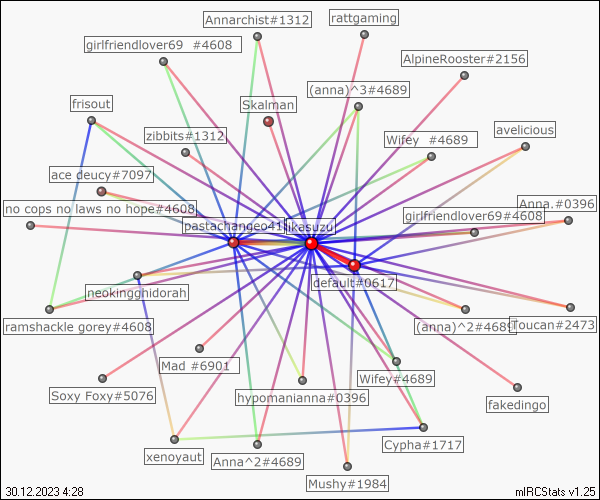 Annarchist#1312
rattgaming
girlfriendlover69 #4608
AlpineRooster#2156
(anna)^3#4689
frisout
Skalman
avelicious
zibbits#1312
Wifey #4689
ace deucy#7097
Anna.#0396
no cops no laws no hope#4608
girlfriendlover69#4608
pastachangeo41
ikasuzu
default#0617
neokingghidorah
ramshackle gorey#4608
(anna)^2#4689
Toucan#2473
Mad #6901
Wifey#4689
Soxy Foxy#5076
hypomanianna#0396
fakedingo
Cypha#1717
xenoyaut
Anna^2#4689
Mushy#1984
30.12.2023 4:28
mIRCStats v1.25